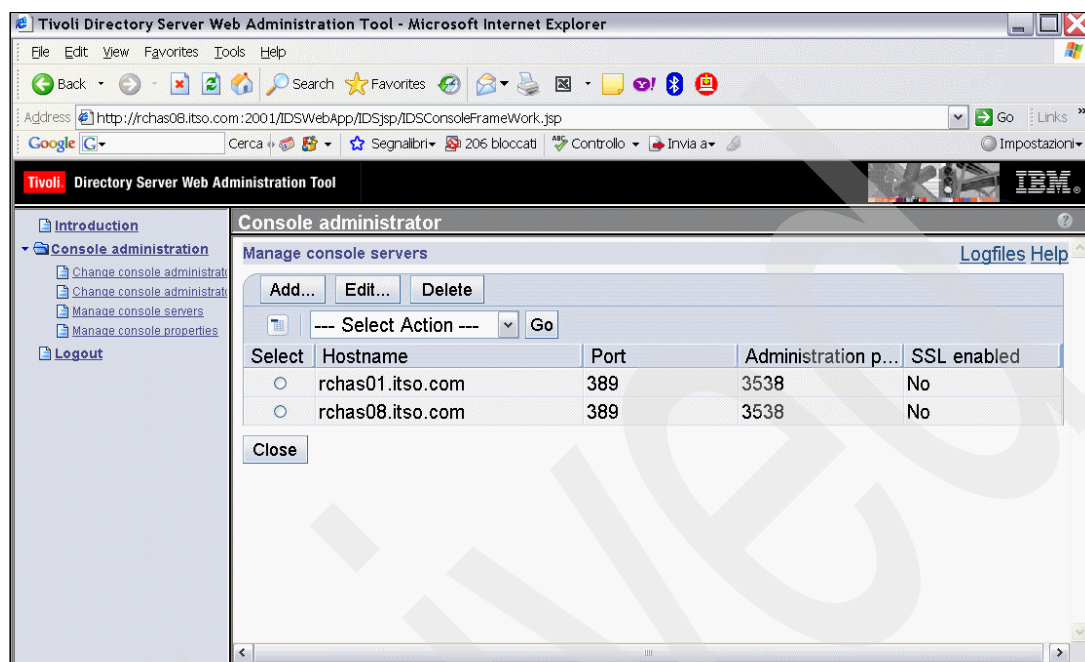 Tivoli Directory Server Web Administration Tool - Microsoft Internet Explorer
File Edit View Favorites Tools Help
Back Search Favorites
Address http://rchas08.itso.com:2001/IDSWebApp/IDSjsp/IDSConsoleFrameWork.jsp Go Links
Google G Cerca Segnalibri 206 bloccati ABC Controllo Invia a Impostazioni
Tivoli. Directory Server Web Administration Tool IBM.
Introduction
Console administration
Change console administrato
Change console administrato
Manage console servers
Manage console properties
Logout
Console administrator ?
Manage console servers Logfiles Help
Add... Edit... Delete
--- Select Action --- Go
Select Hostname Port Administration p... SSL enabled
rchas01.itso.com 389 3538 No
rchas08.itso.com 389 3538 No
Close